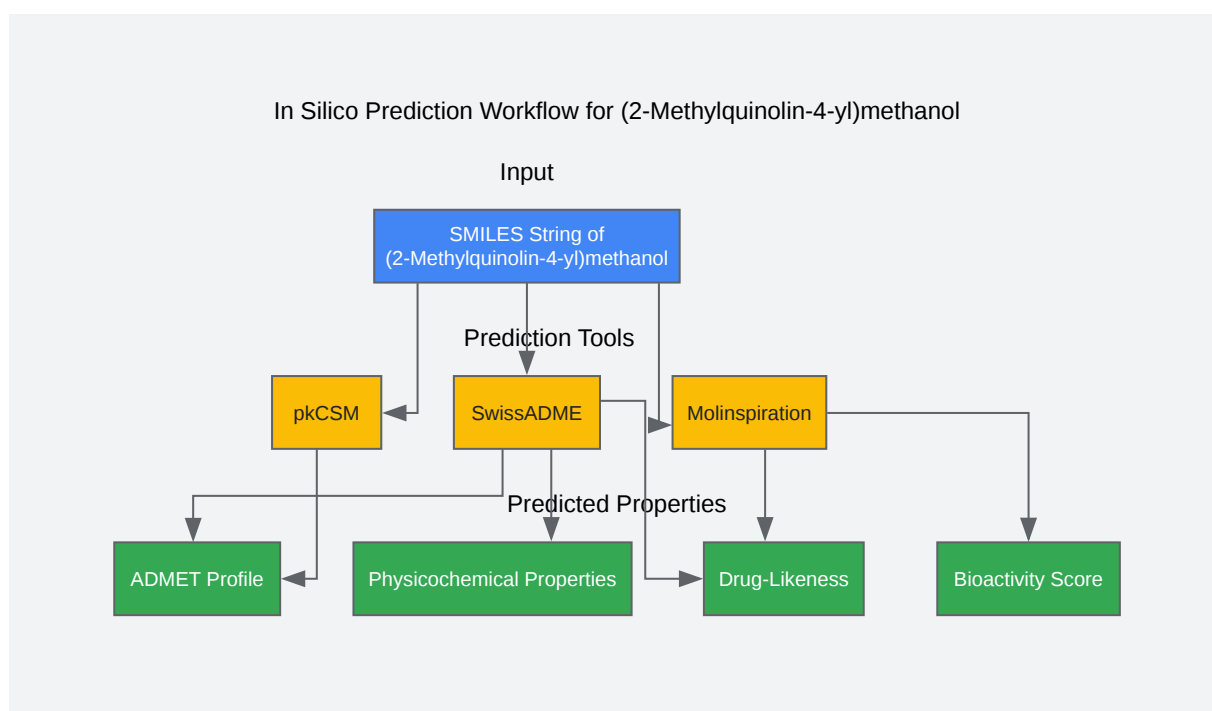 In Silico Prediction Workflow for (2-Methylquinolin-4-yl)methanol
Input
SMILES String of
(2-Methylquinolin-4-yl)methanol
Prediction Tools
pkCSM
SwissADME
Molinspiration
Predicted Properties
ADMET Profile
Physicochemical Properties
Drug-Likeness
Bioactivity Score